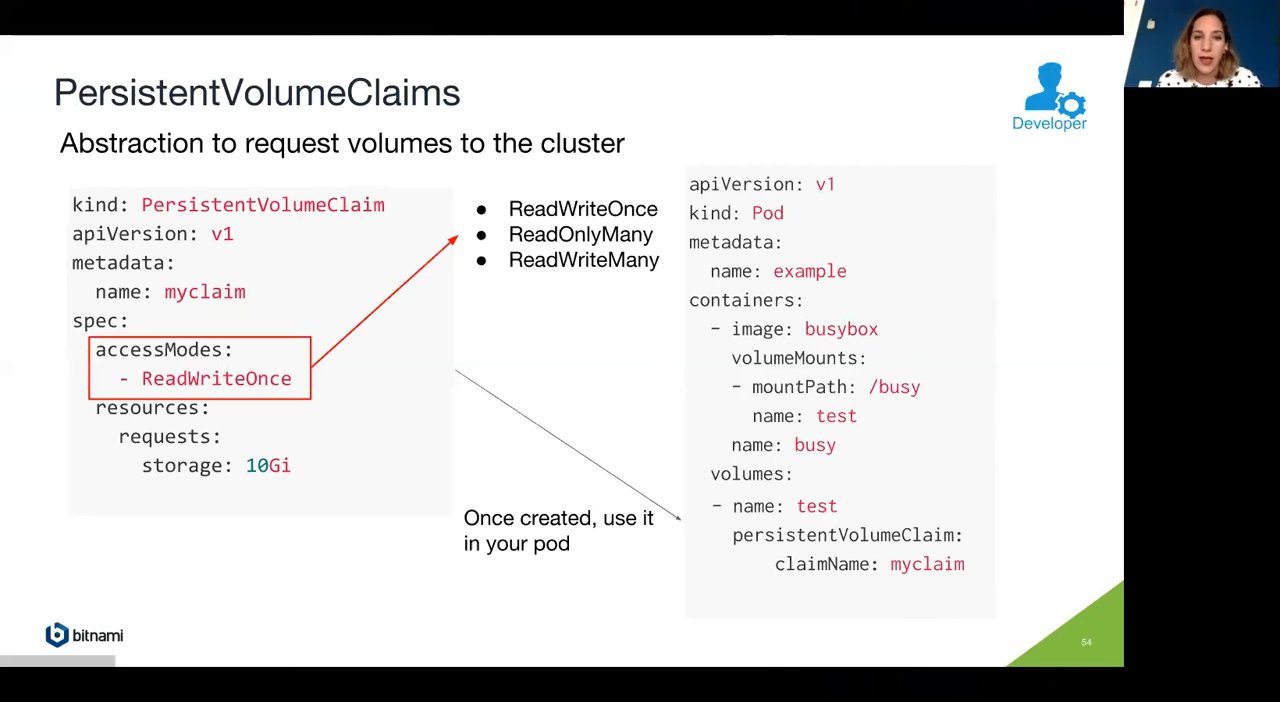 PersistentVolumeClaims
Developer
Abstraction to request volumes to the cluster
kind: PersistentVolumeClaim
apiVersion: v1
metadata:
name: myclaim
spec:
accessModes:
- ReadWriteOnce
resources:
requests:
storage: 10Gi
● ReadWriteOnce
● ReadOnlyMany
● ReadWriteMany
Once created, use it
in your pod
apiVersion: v1
kind: Pod
metadata:
name: example
containers:
- image: busybox
volumeMounts:
- mountPath: /busy
name: test
name: busy
volumes:
- name: test
persistentVolumeClaim:
claimName: myclaim
bitnami
54